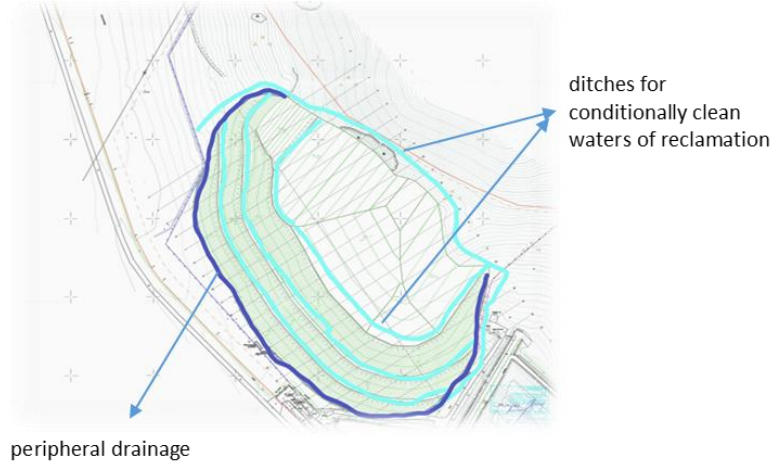 ditches for
conditionally clean
waters of reclamation
peripheral drainage